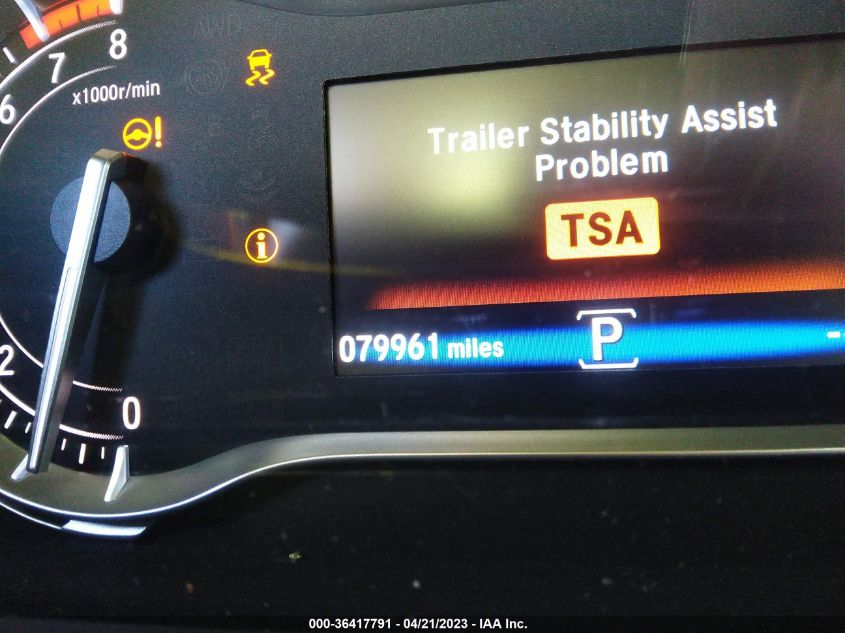 8
7
6
x1000r/min
!
Trailer Stability Assist
Problem
TSA
i
079961 miles
P
2
0
000-36417791 - 04/21/2023 - IAA Inc.